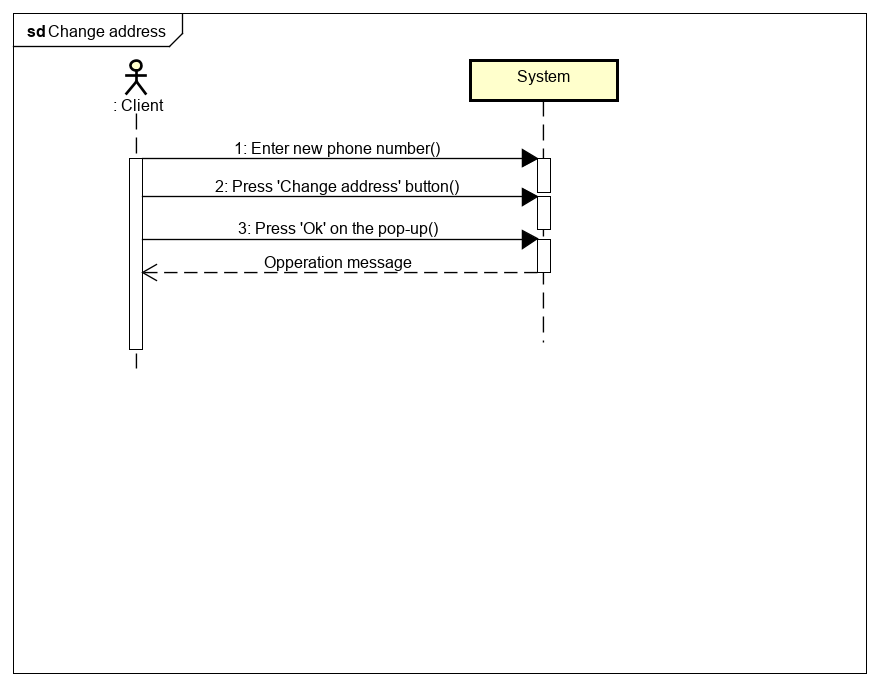 sd Change address
: Client
System
1: Enter new phone number()
2: Press 'Change address' button()
3: Press 'Ok' on the pop-up()
Opperation message